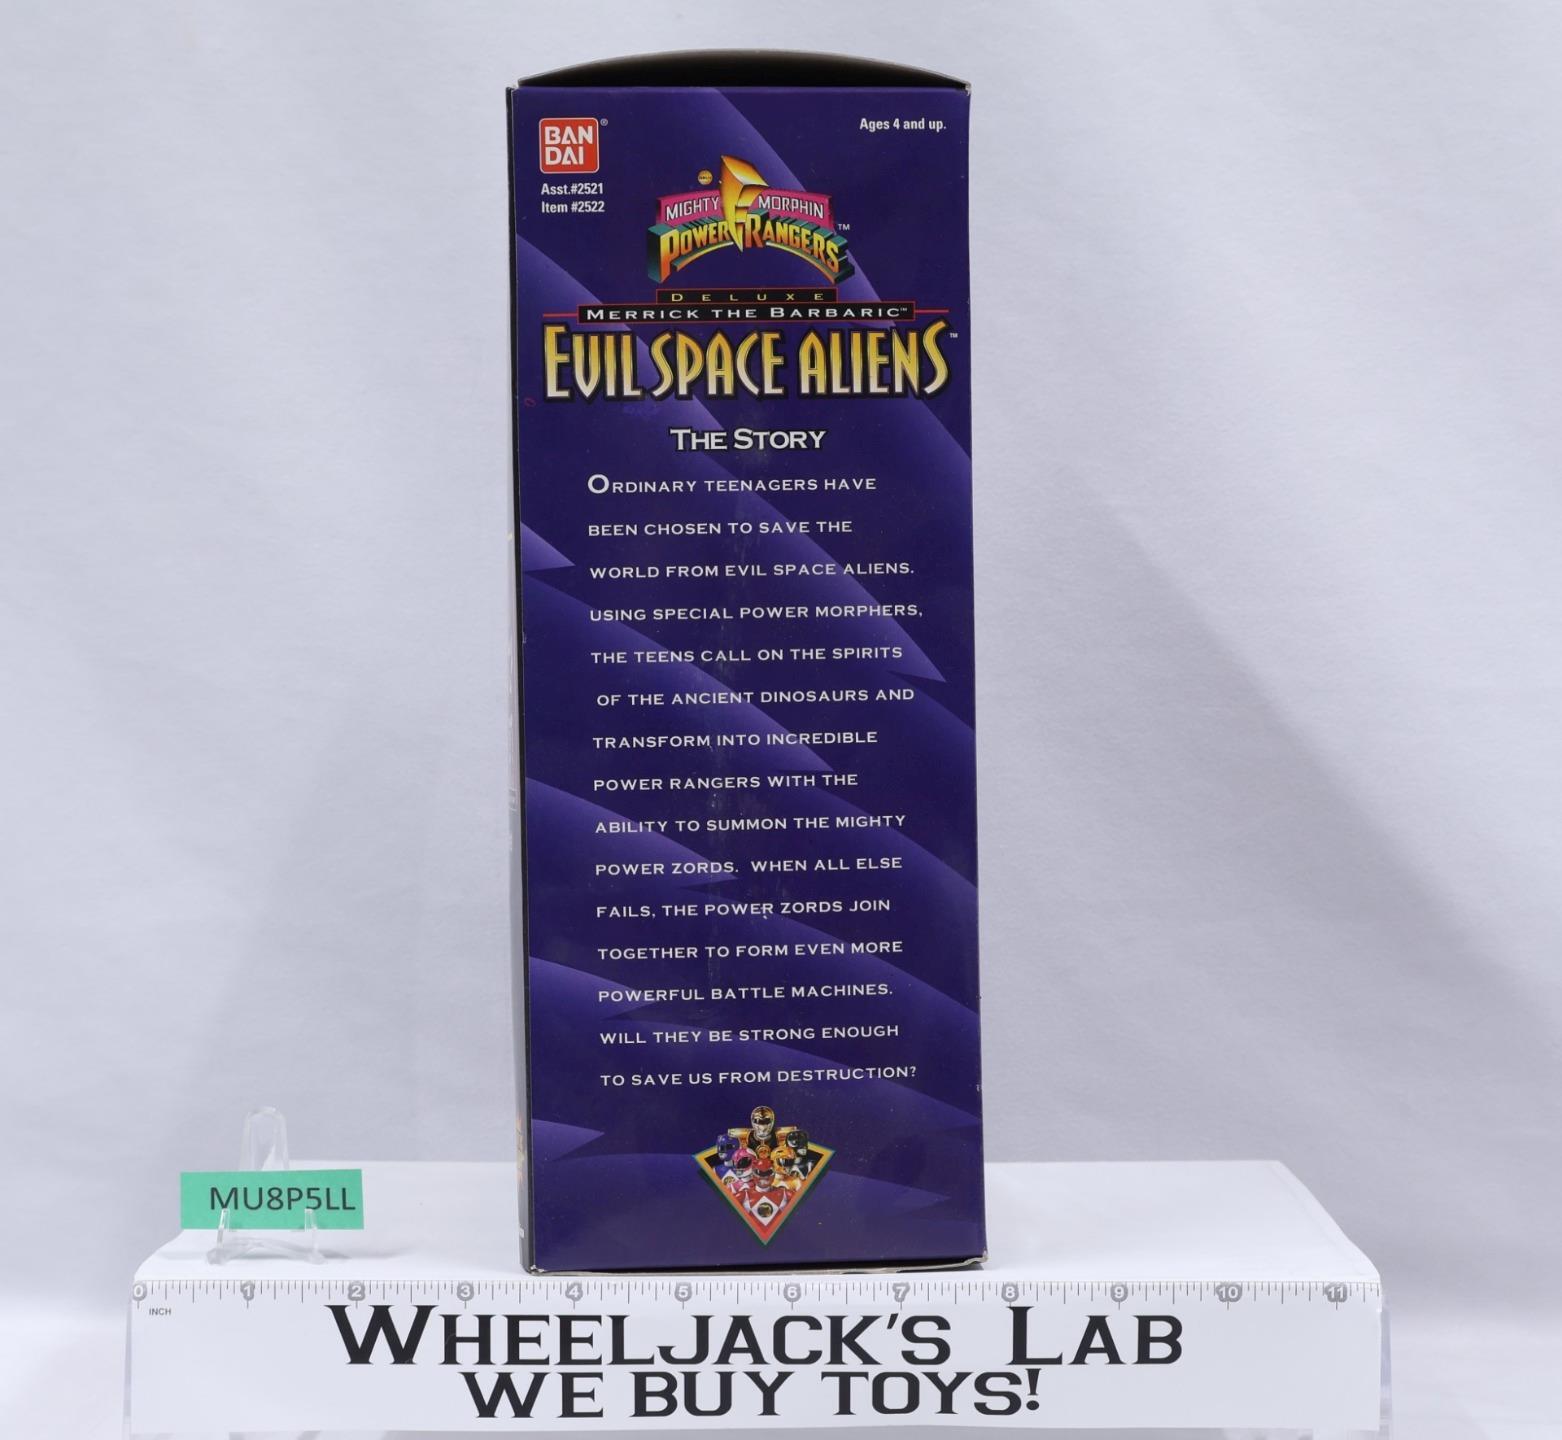 BAN
DAI
®
Asst.#2521
Item #2522
Ages 4 and up.
MIGHTY MORPHIN
POWER RANGERS™
DELUXE
MERRICK THE BARBARIC™
EVIL SPACE ALIENS™
THE STORY
ORDINARY TEENAGERS HAVE
BEEN CHOSEN TO SAVE THE
WORLD FROM EVIL SPACE ALIENS.
USING SPECIAL POWER MORPHERS,
THE TEENS CALL ON THE SPIRITS
OF THE ANCIENT DINOSAURS AND
TRANSFORM INTO INCREDIBLE
POWER RANGERS WITH THE
ABILITY TO SUMMON THE MIGHTY
POWER ZORDS. WHEN ALL ELSE
FAILS, THE POWER ZORDS JOIN
TOGETHER TO FORM EVEN MORE
POWERFUL BATTLE MACHINES.
WILL THEY BE STRONG ENOUGH
TO SAVE US FROM DESTRUCTION?
MU8P5LL
0 1 2 3 4 5 6 7 8 9 10 11
INCH
WHEELJACK'S LAB
WE BUY TOYS!